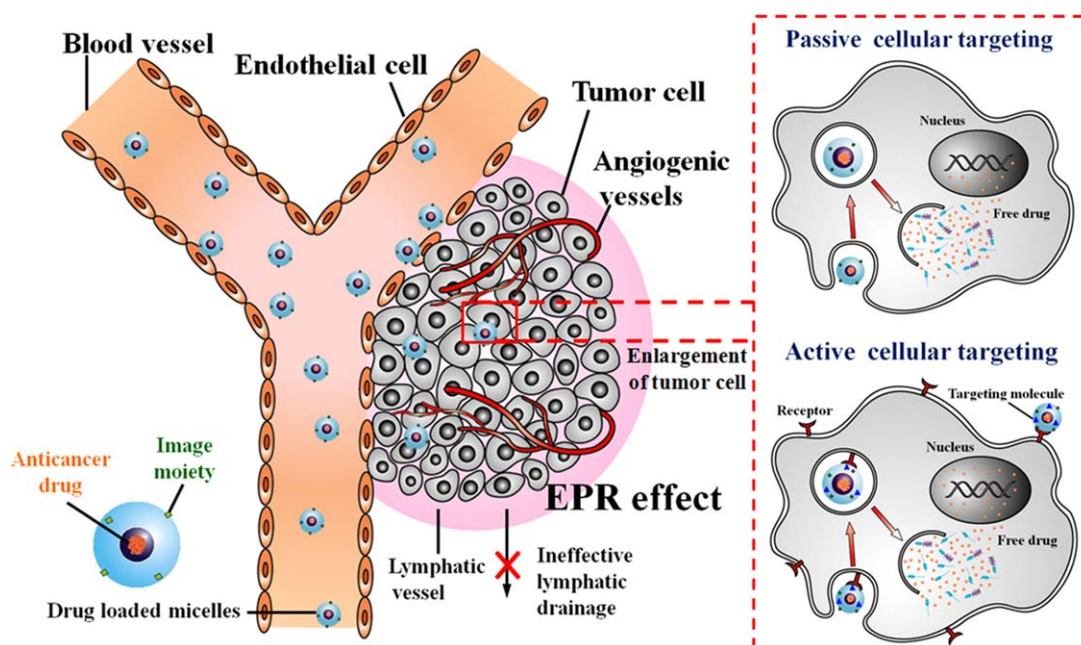 Blood vessel
Endothelial cell
Tumor cell
Angiogenic
vessels
Enlargement
of tumor cell
EPR effect
Image
moiety
Anticancer
drug
Drug loaded micelles
Lymphatic
vessel
Ineffective
lymphatic
drainage
Passive cellular targeting
Nucleus
Free drug
Active cellular targeting
Targeting molecule
Receptor
Nucleus
Free drug